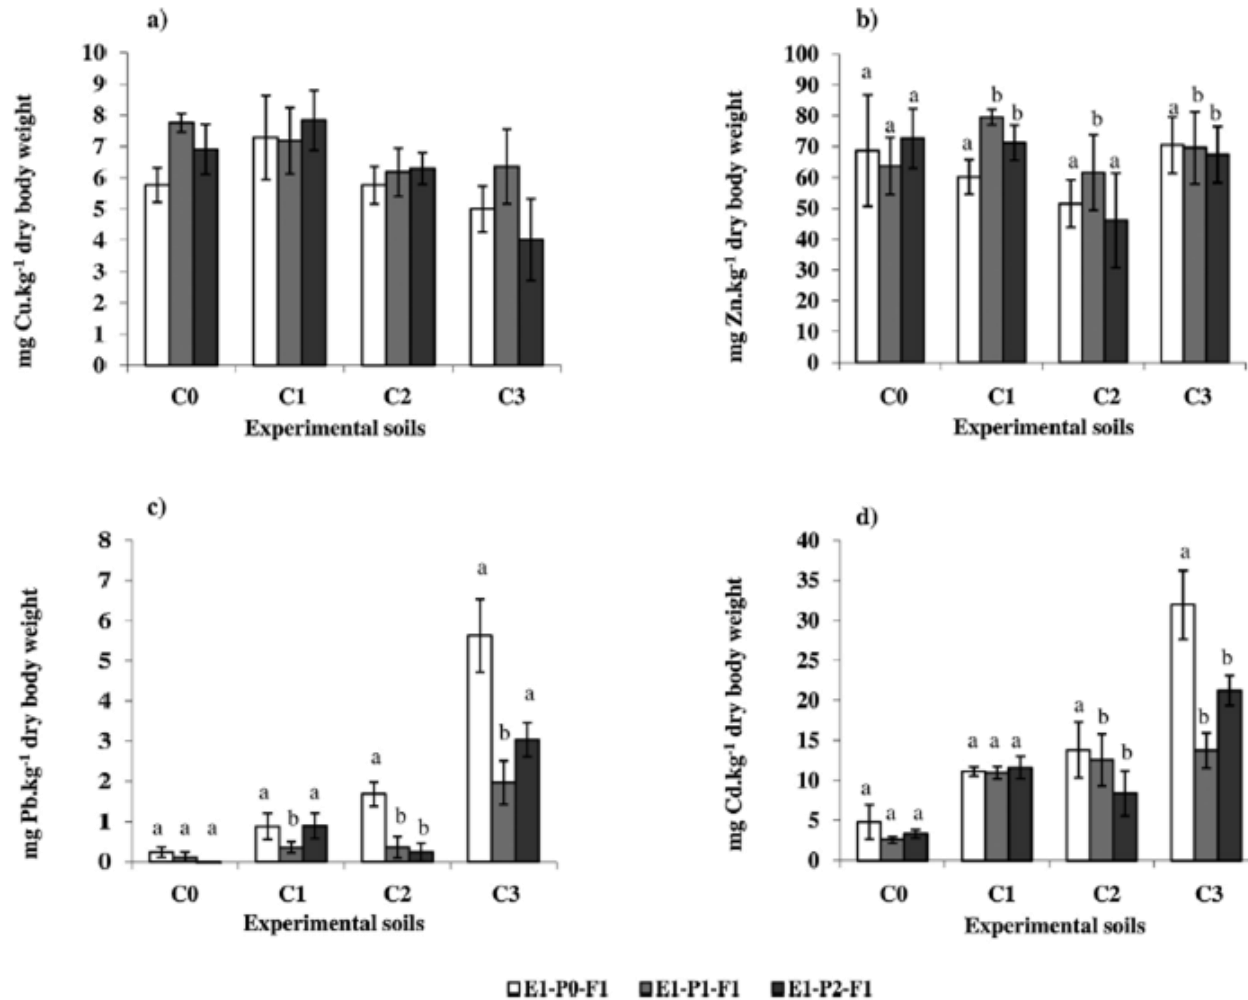 a)
mg Cu.kg-1 dry body weight
10
9
8
7
6
5
4
3
2
1
0
C0 C1 C2 C3
Experimental soils
b)
mg Zn.kg-1 dry body weight
100
90
80
70
60
50
40
30
20
10
0
a a a a b b a b a a b b
C0 C1 C2 C3
Experimental soils
c)
mg Pb.kg-1 dry body weight
8
7
6
5
4
3
2
1
0
a a a a b a a b b a b a
C0 C1 C2 C3
Experimental soils
d)
mg Cd.kg-1 dry body weight
40
35
30
25
20
15
10
5
0
a a a a a a a b b a b b
C0 C1 C2 C3
Experimental soils
E1-P0-F1 E1-P1-F1 E1-P2-F1